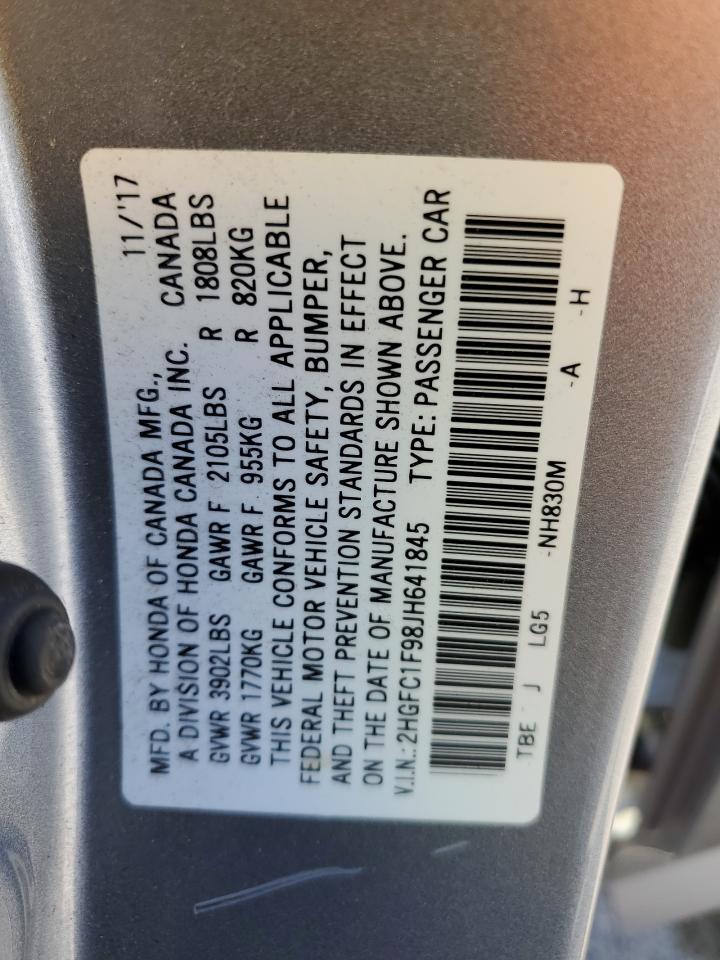 MFD. BY HONDA OF CANADA MFG., 11/'17
A DIVISION OF HONDA CANADA INC. CANADA
GVWR 3902LBS GAWR F 2105LBS R 1808LBS
GVWR 1770KG GAWR F 955KG R 820KG
THIS VEHICLE CONFORMS TO ALL APPLICABLE
FEDERAL MOTOR VEHICLE SAFETY, BUMPER,
AND THEFT PREVENTION STANDARDS IN EFFECT
ON THE DATE OF MANUFACTURE SHOWN ABOVE.
V.I.N.: 2HGFC1F98JH641845 TYPE: PASSENGER CAR
TBE J LG5 -NH830M -A -H